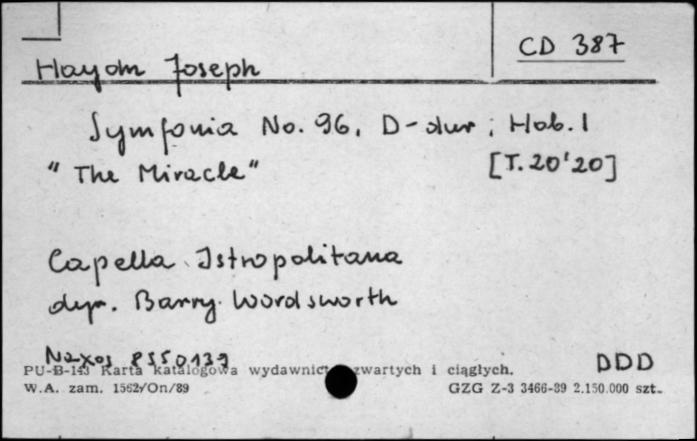 CD 387
Haydn Joseph
Symfonia No. 96, D-dur ; Hob. I
"The Miracle" [T. 20'20]
Capella Istropolitana
dyr. Barry Wordsworth
Naxos 8550139 DDD
PU-B-143 Karta katalogowa wydawnict zwartych i ciągłych.
W.A. zam. 1562/On/89 GZG Z-3 3466-89 2.150.000 szt.